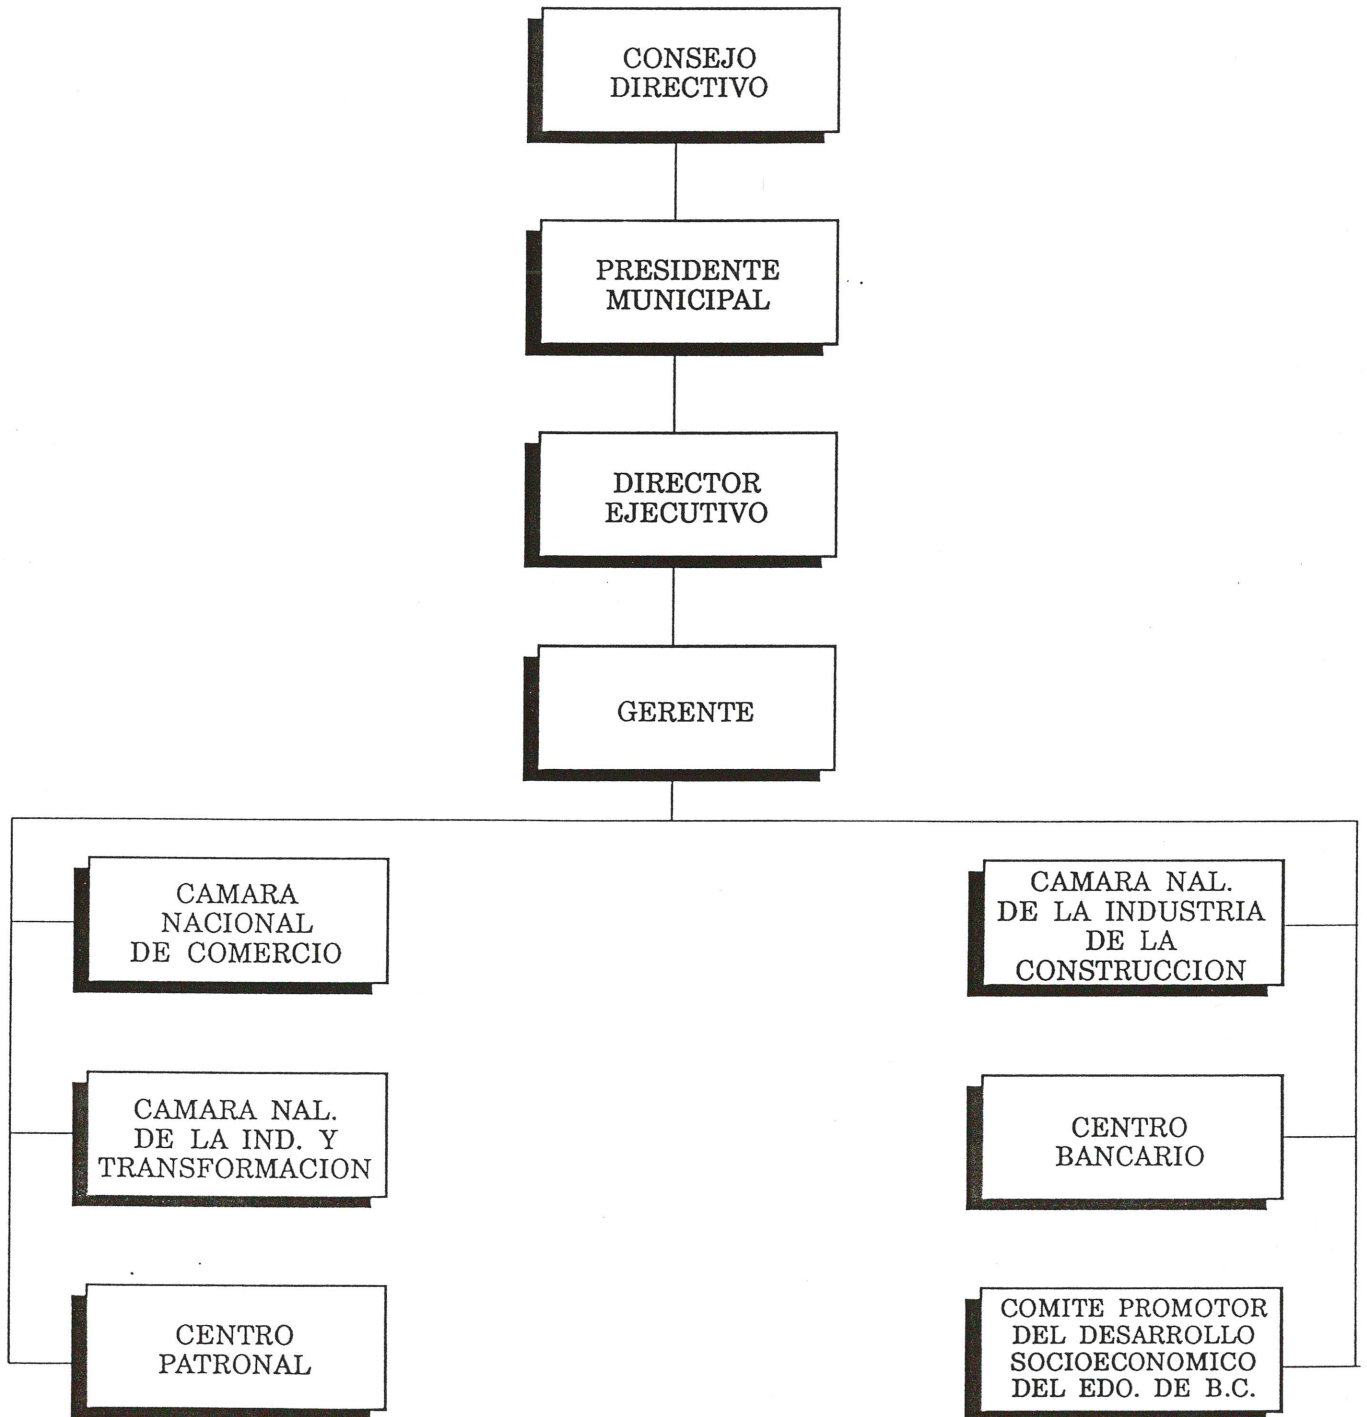 CONSEJO
DIRECTIVO
PRESIDENTE
MUNICIPAL
DIRECTOR
EJECUTIVO
GERENTE
CAMARA
NACIONAL
DE COMERCIO
CAMARA NAL.
DE LA IND. Y
TRANSFORMACION
CENTRO
PATRONAL
CAMARA NAL.
DE LA INDUSTRIA
DE LA
CONSTRUCCION
CENTRO
BANCARIO
COMITE PROMOTOR
DEL DESARROLLO
SOCIOECONOMICO
DEL EDO. DE B.C.